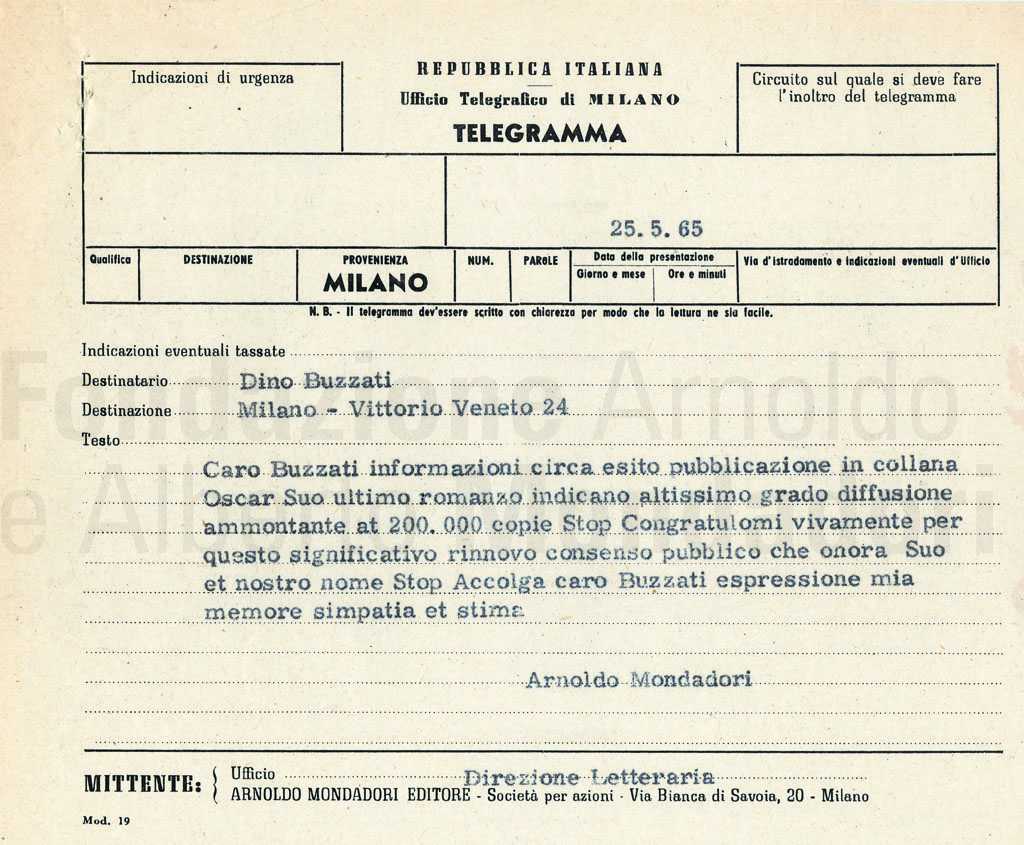 Indicazioni di urgenza
REPUBBLICA ITALIANA
Ufficio Telegrafico di MILANO
TELEGRAMMA
Circuito sul quale si deve fare
l'inoltro del telegramma
25. 5. 65
Qualifica
DESTINAZIONE
PROVENIENZA
MILANO
NUM.
PAROLE
Data della presentazione
Giorno e mese
Ore e minuti
Via d'istradamento e indicazioni eventuali d'Ufficio
N. B. - Il telegramma dev'essere scritto con chiarezza per modo che la lettura ne sia facile.
Indicazioni eventuali tassate
Destinatario Dino Buzzati
Destinazione Milano - Vittorio Veneto 24
Testo
Caro Buzzati informazioni circa esito pubblicazione in collana
Oscar Suo ultimo romanzo indicano altissimo grado diffusione
ammontante at 200.000 copie Stop Congratulomi vivamente per
questo significativo rinnovo consenso pubblico che onora Suo
et nostro nome Stop Accolga caro Buzzati espressione mia
memore simpatia et stima
Arnoldo Mondadori
MITTENTE:
Ufficio Direzione Letteraria
ARNOLDO MONDADORI EDITORE - Società per azioni - Via Bianca di Savoia, 20 - Milano
Mod. 19
Fondazione Arnoldo
e Alberto Mondadori